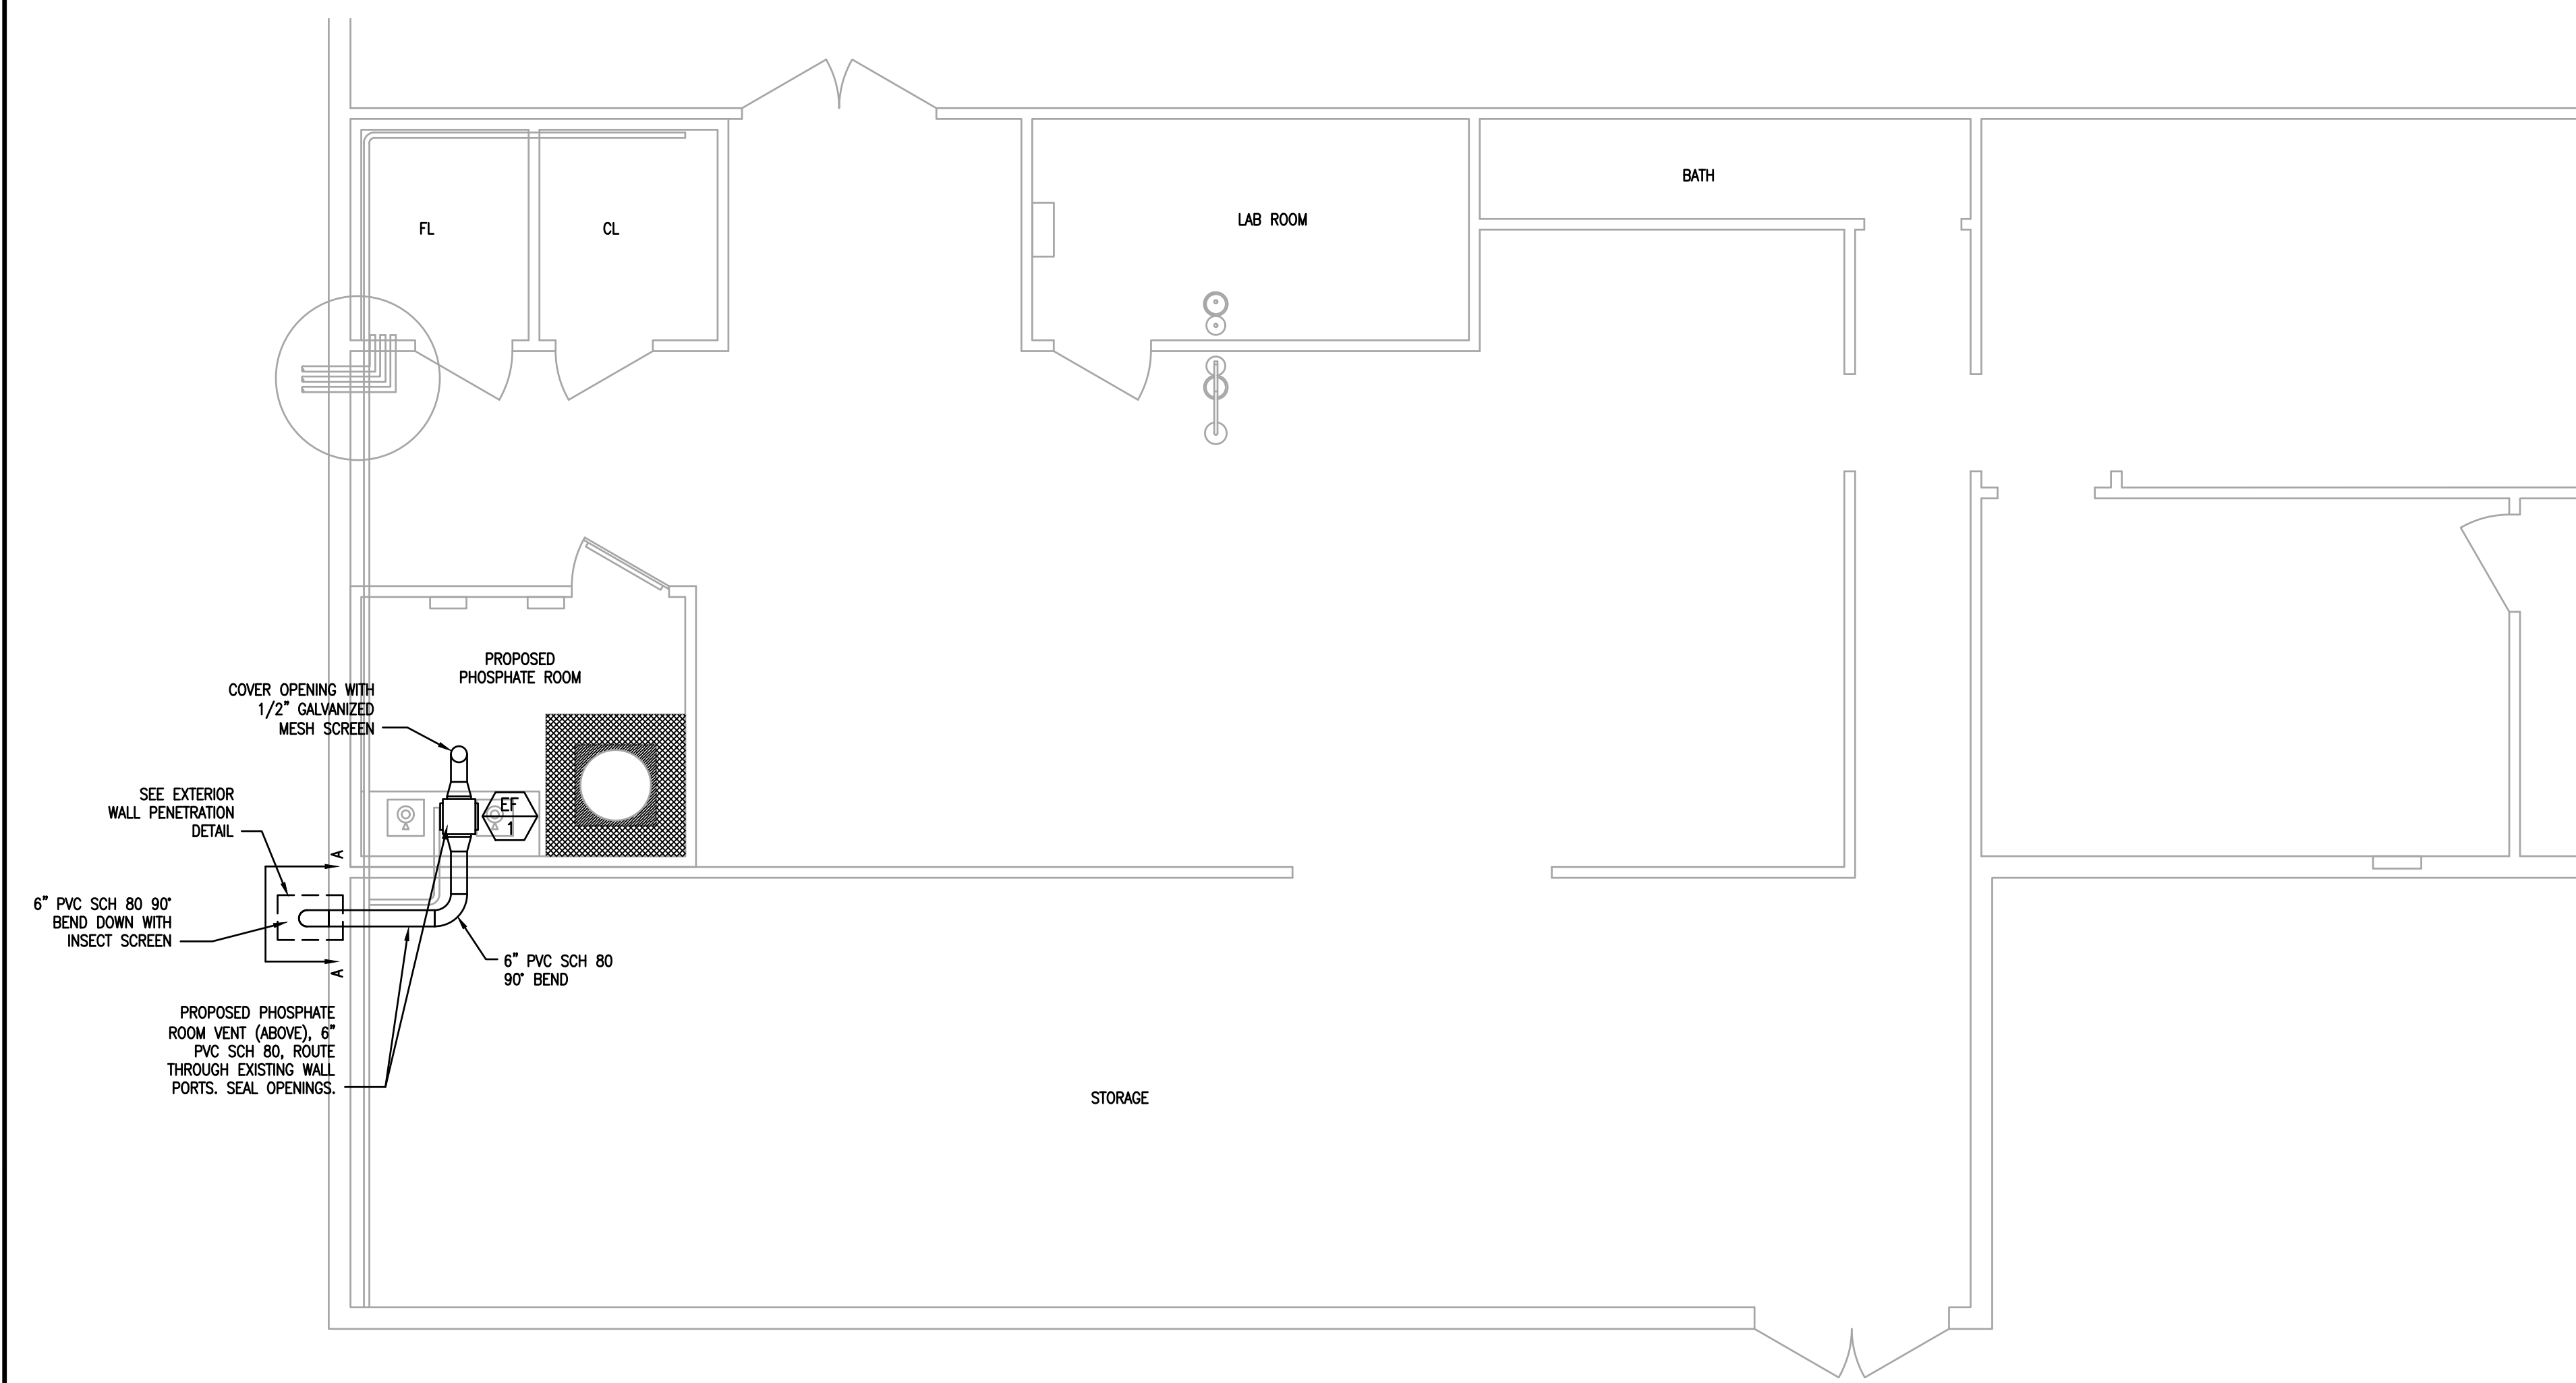 BATH
LAB ROOM
FL
CL
PROPOSED
PHOSPHATE ROOM
COVER OPENING WITH
1/2" GALVANIZED
MESH SCREEN
SEE EXTERIOR
WALL PENETRATION
DETAIL
EF
1
A
6" PVC SCH 80 90°
BEND DOWN WITH
INSECT SCREEN
A
6" PVC SCH 80
90° BEND
PROPOSED PHOSPHATE
ROOM VENT (ABOVE), 6"
PVC SCH 80, ROUTE
THROUGH EXISTING WALL
PORTS. SEAL OPENINGS.
STORAGE